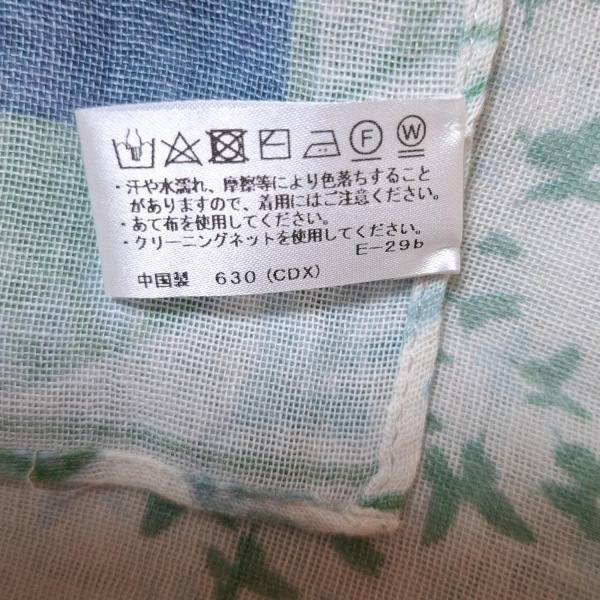 F W
・汗や水濡れ、摩擦等により色落ちすること
がありますので、着用にはご注意ください。
・あて布を使用してください。
・クリーニングネットを使用してください。
E-29b
中国製 630 (CDX)